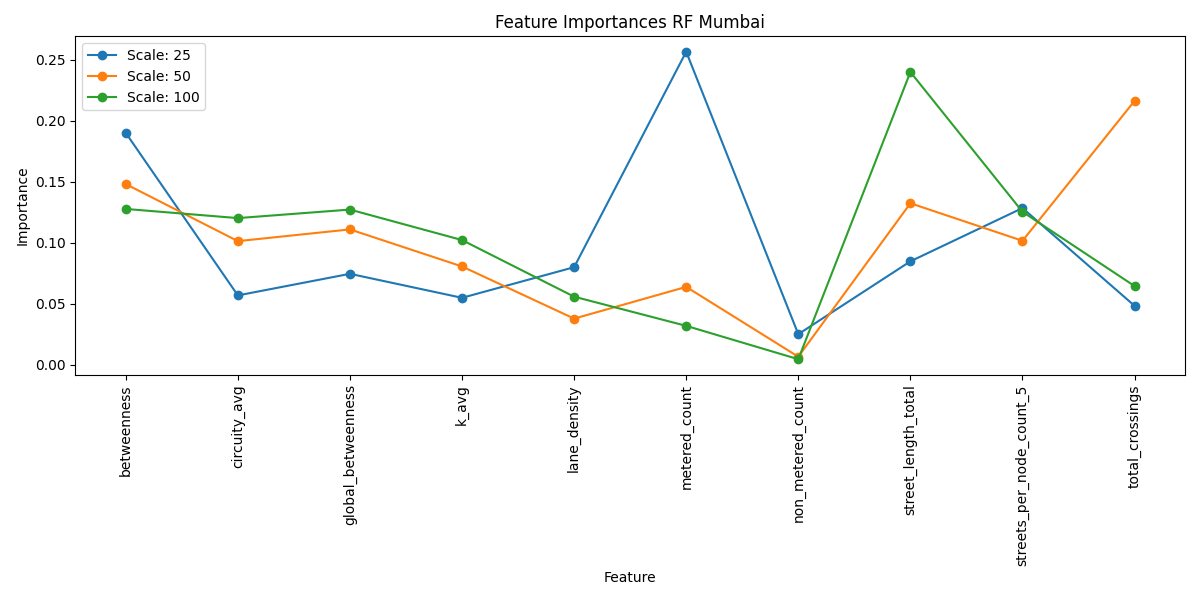 Feature Importances RF Mumbai
Scale: 25
Scale: 50
Scale: 100
Importance
0.25
0.20
0.15
0.10
0.05
0.00
betweenness
circuity_avg
global_betweenness
k_avg
lane_density
metered_count
non_metered_count
street_length_total
streets_per_node_count_5
total_crossings
Feature